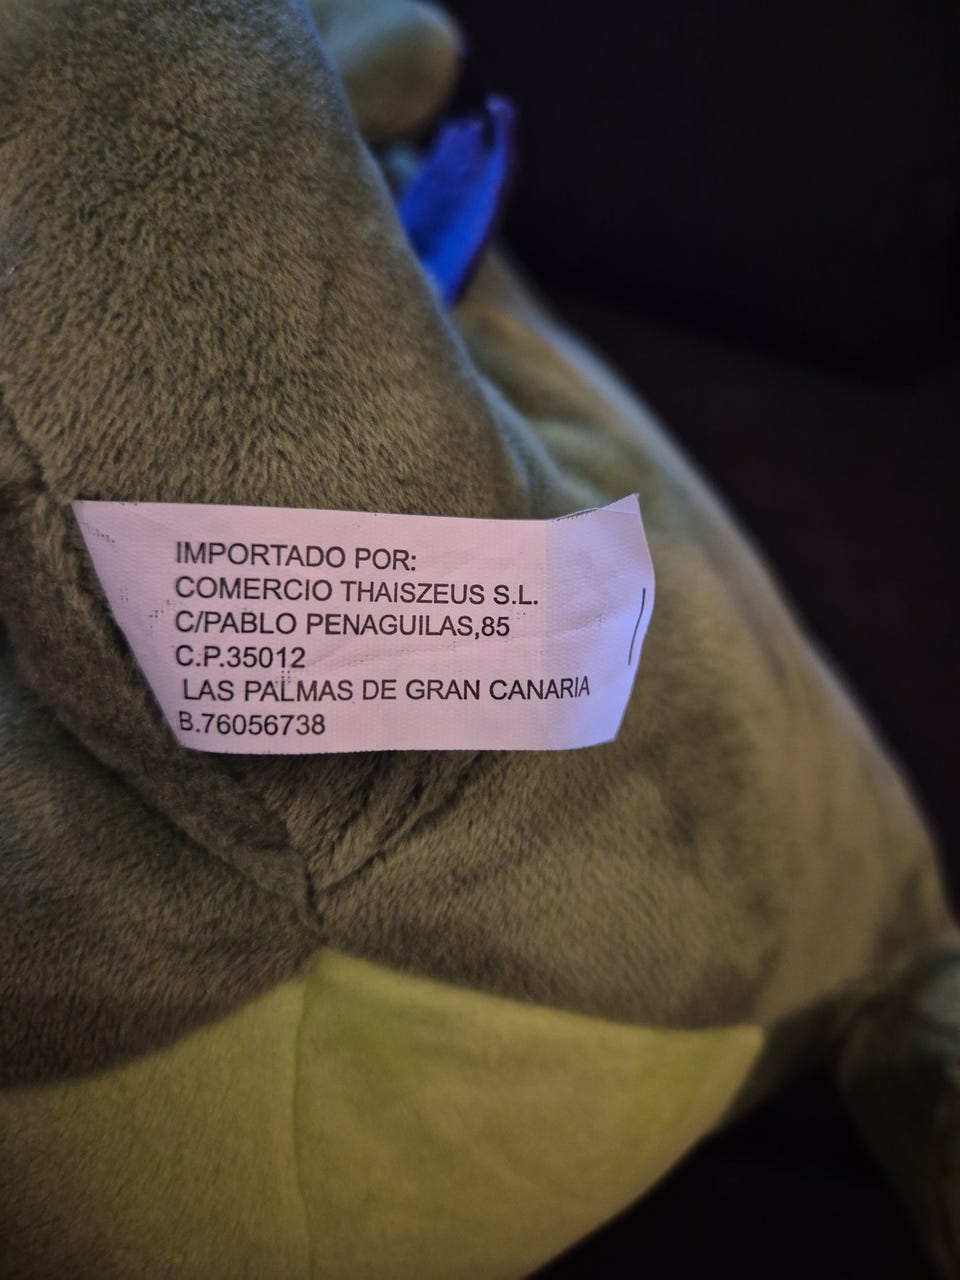 IMPORTADO POR:
COMERCIO THAISZEUS S.L.
C/PABLO PENAGUILAS,85
C.P.35012
LAS PALMAS DE GRAN CANARIA
B.76056738